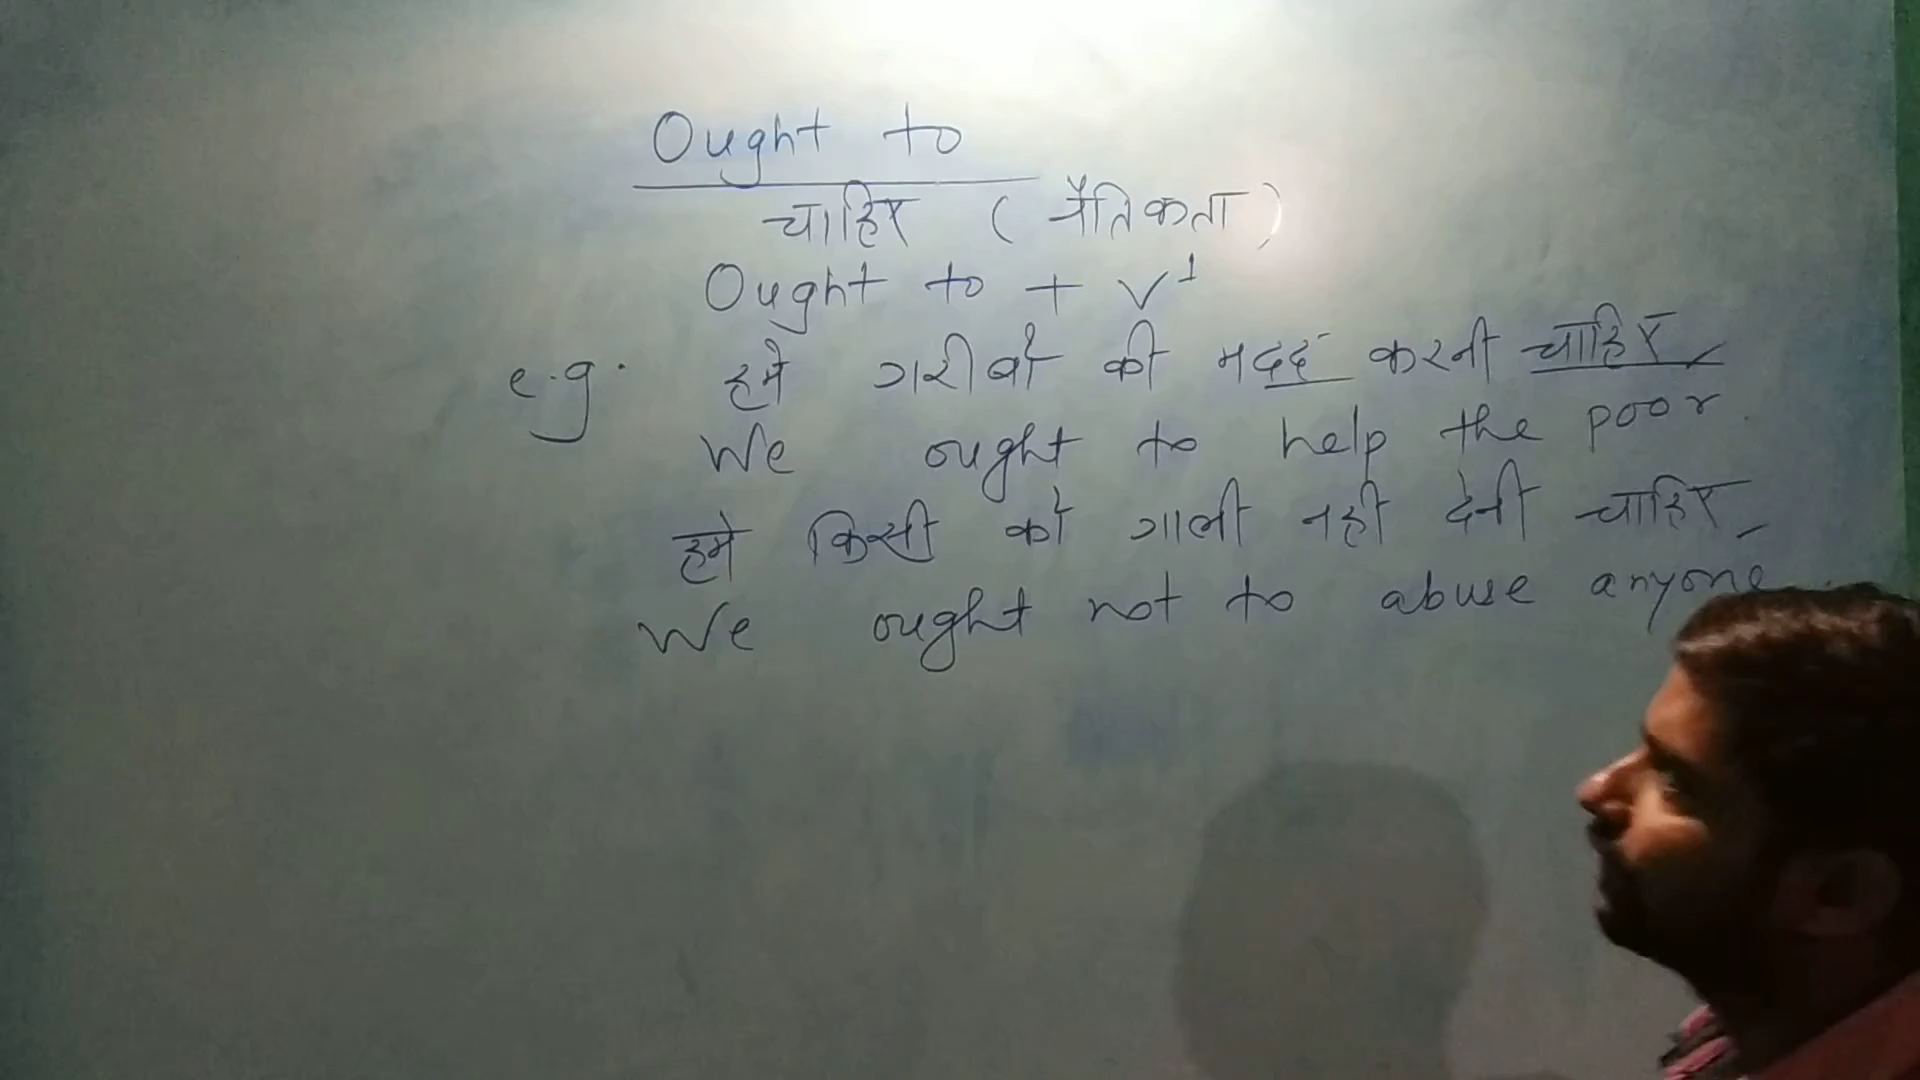 Ought to
चाहिए (नैतिकता)
Ought to + V¹
e.g. हमे गरीबों की मदद करनी चाहिए
We ought to help the poor.
हमे किसी को गाली नही देनी चाहिए
We ought not to abuse anyone